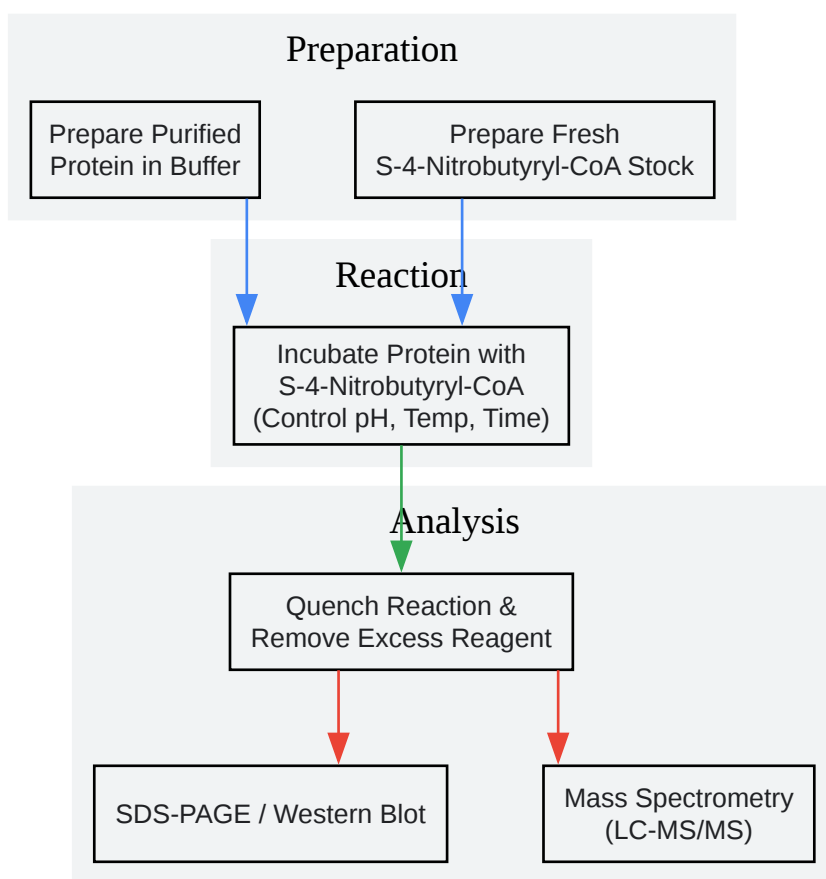 Preparation
Prepare Purified
Protein in Buffer
Prepare Fresh
S-4-Nitrobutyryl-CoA Stock
Reaction
Incubate Protein with
S-4-Nitrobutyryl-CoA
(Control pH, Temp, Time)
Analysis
Quench Reaction &
Remove Excess Reagent
SDS-PAGE / Western Blot
Mass Spectrometry
(LC-MS/MS)